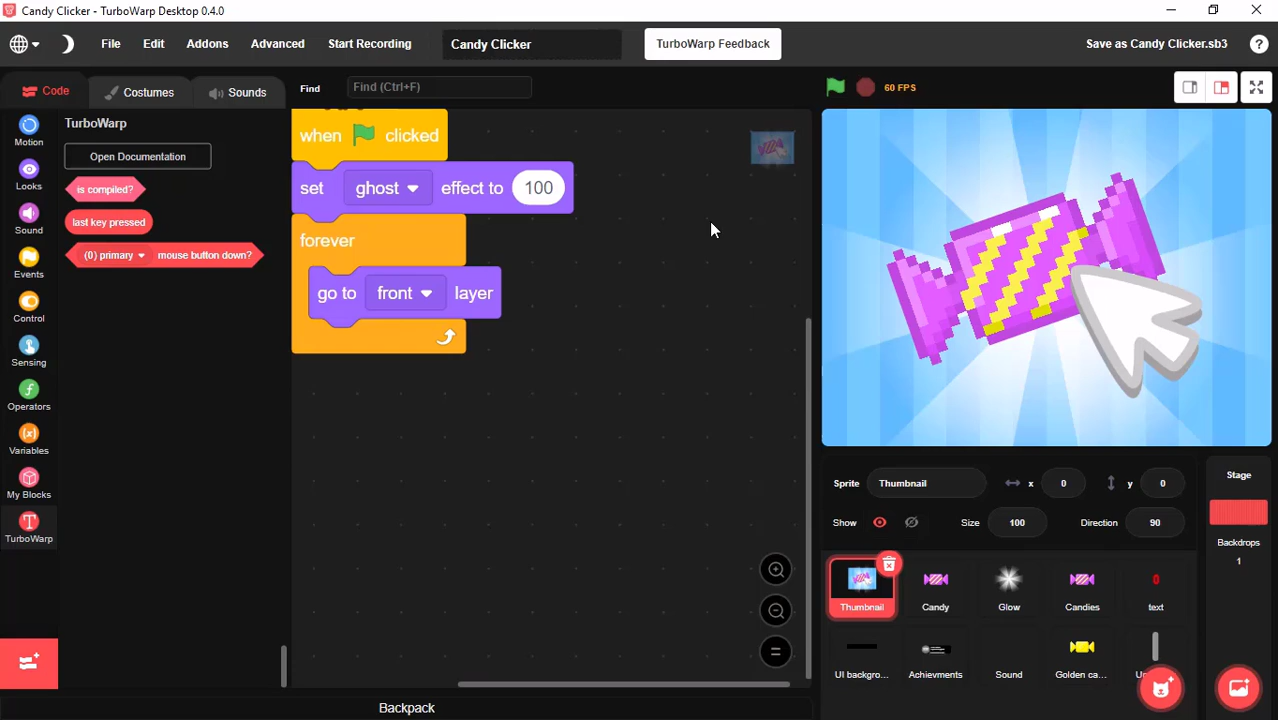 Candy Clicker - TurboWarp Desktop 0.4.0
File Edit Addons Advanced Start Recording Candy Clicker TurboWarp Feedback Save as Candy Clicker.sb3 ?
Code Costumes Sounds Find Find (Ctrl+F) 60 FPS
Motion
Looks
Sound
Events
Control
Sensing
Operators
Variables
My Blocks
TurboWarp
TurboWarp
Open Documentation
is compiled?
last key pressed
(0) primary mouse button down?
when clicked
set ghost effect to 100
forever
go to front layer
Sprite Thumbnail x 0 y 0
Show Size 100 Direction 90
Thumbnail Candy Glow Candies text
UI backgro... Achievments Sound Golden ca...
Stage
Backdrops
1
Backpack